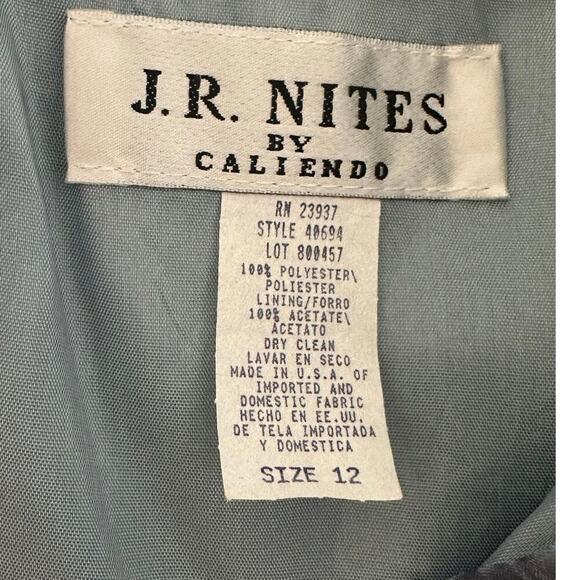 J.R. NITES
BY
CALIENDO
RN 23937
STYLE 40694
LOT 800457
100% POLYESTER\
POLIESTER
LINING/FORRO
100% ACETATE\
ACETATO
DRY CLEAN
LAVAR EN SECO
MADE IN U.S.A. OF
IMPORTED AND
DOMESTIC FABRIC
HECHO EN EE.UU.
DE TELA IMPORTADA
Y DOMESTICA
SIZE 12